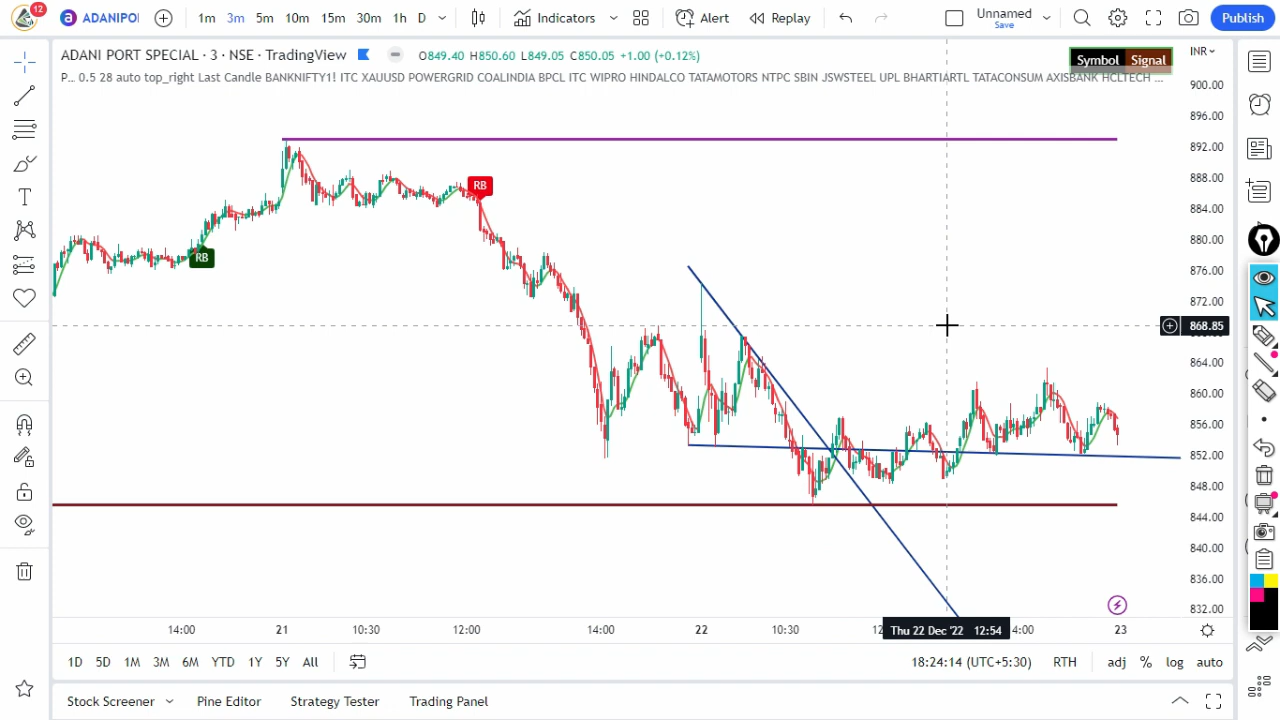 12
a ADANIPO 1m 3m 5m 10m 15m 30m 1h D Indicators Alert Replay Unnamed Save Publish
ADANI PORT SPECIAL · 3 · NSE · TradingView O849.40 H850.60 L849.05 C850.05 +1.00 (+0.12%) INR
P... 0.5 28 auto top_right Last Candle BANKNIFTY1! ITC XAUUSD POWERGRID COALINDIA BPCL ITC WIPRO HINDALCO TATAMOTORS NTPC SBIN JSWSTEEL UPL BHARTIARTL TATACONSUM AXISBANK HCLTECH ...
Symbol Signal
900.00
896.00
892.00
888.00
884.00
880.00
876.00
872.00
868.85
864.00
860.00
856.00
852.00
848.00
844.00
840.00
836.00
832.00
RB
RB
14:00 21 10:30 12:00 14:00 22 10:30 12 Thu 22 Dec '22 12:54 4:00 23
1D 5D 1M 3M 6M YTD 1Y 5Y All 18:24:14 (UTC+5:30) RTH adj % log auto
Stock Screener Pine Editor Strategy Tester Trading Panel